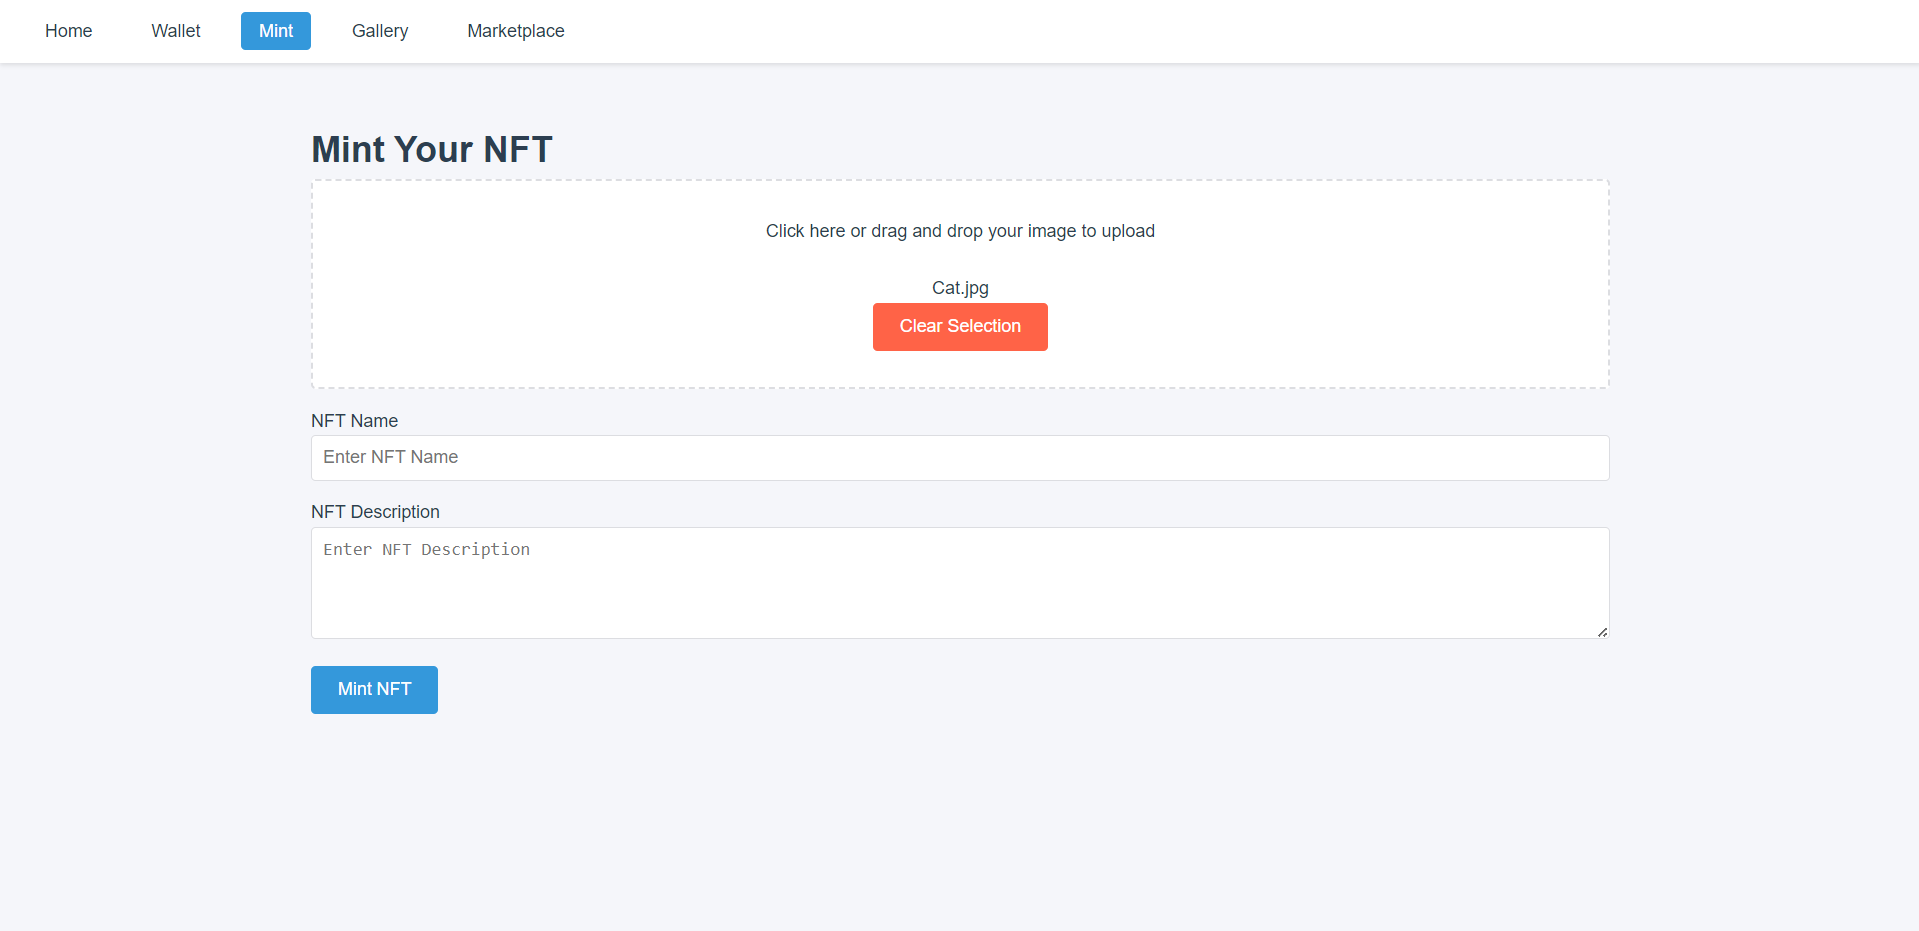 Home Wallet Mint Gallery Marketplace
Mint Your NFT
Click here or drag and drop your image to upload
Cat.jpg
Clear Selection
NFT Name
Enter NFT Name
NFT Description
Enter NFT Description
Mint NFT